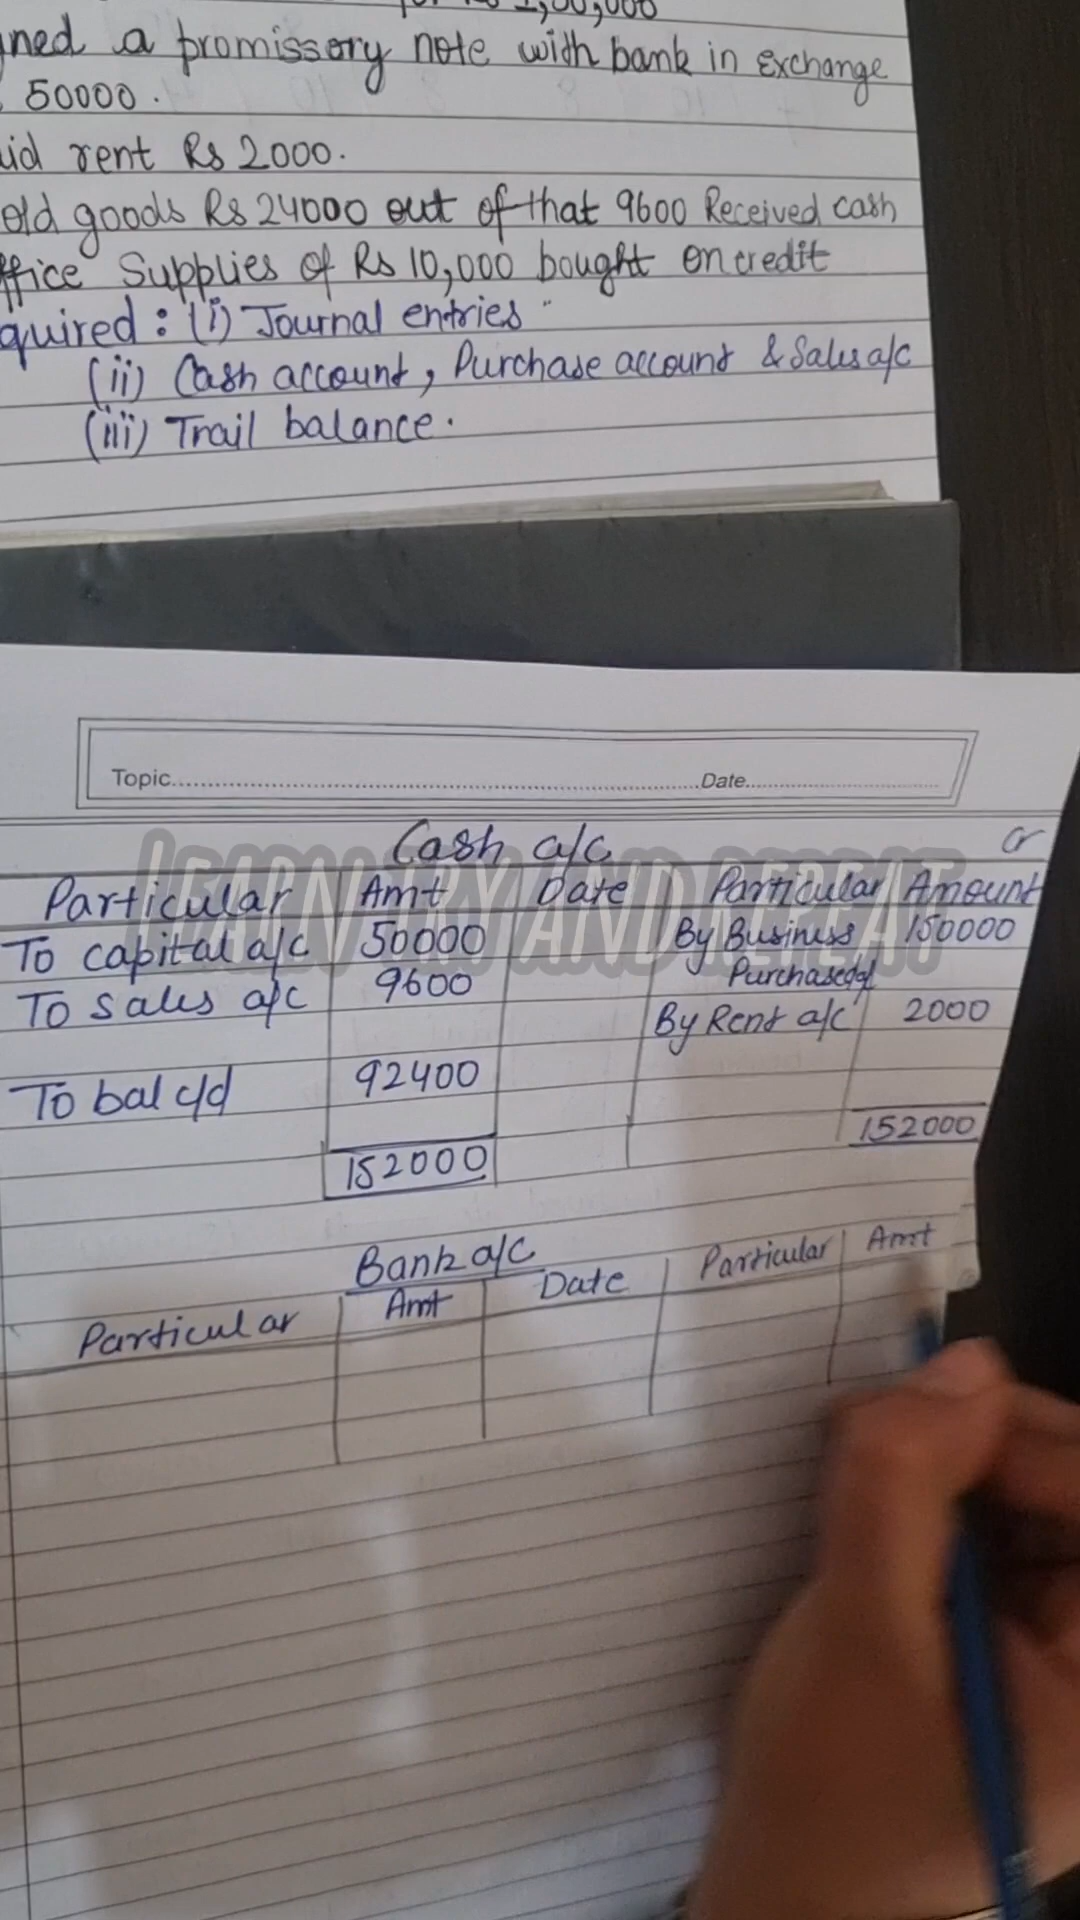 ned a promissory note with bank in exchange
50000.
id rent Rs 2000.
old goods Rs 24000 out of that 9600 Received cash
ffice Supplies of Rs 10,000 bought on credit
quired : (i) Journal entries
(ii) Cash account, Purchase account & Sales a/c
(iii) Trail balance.
Topic Date
Cash a/c cr
LEARN TRY AND REPEAT
Particular Amt Date Particular Amount
To capital a/c 50000 By Business 150000
Purchased
To sales a/c 9600
By Rent a/c 2000
To bal c/d 92400
152000
152000
Bank a/c
Particular Amt Date Particular Amt